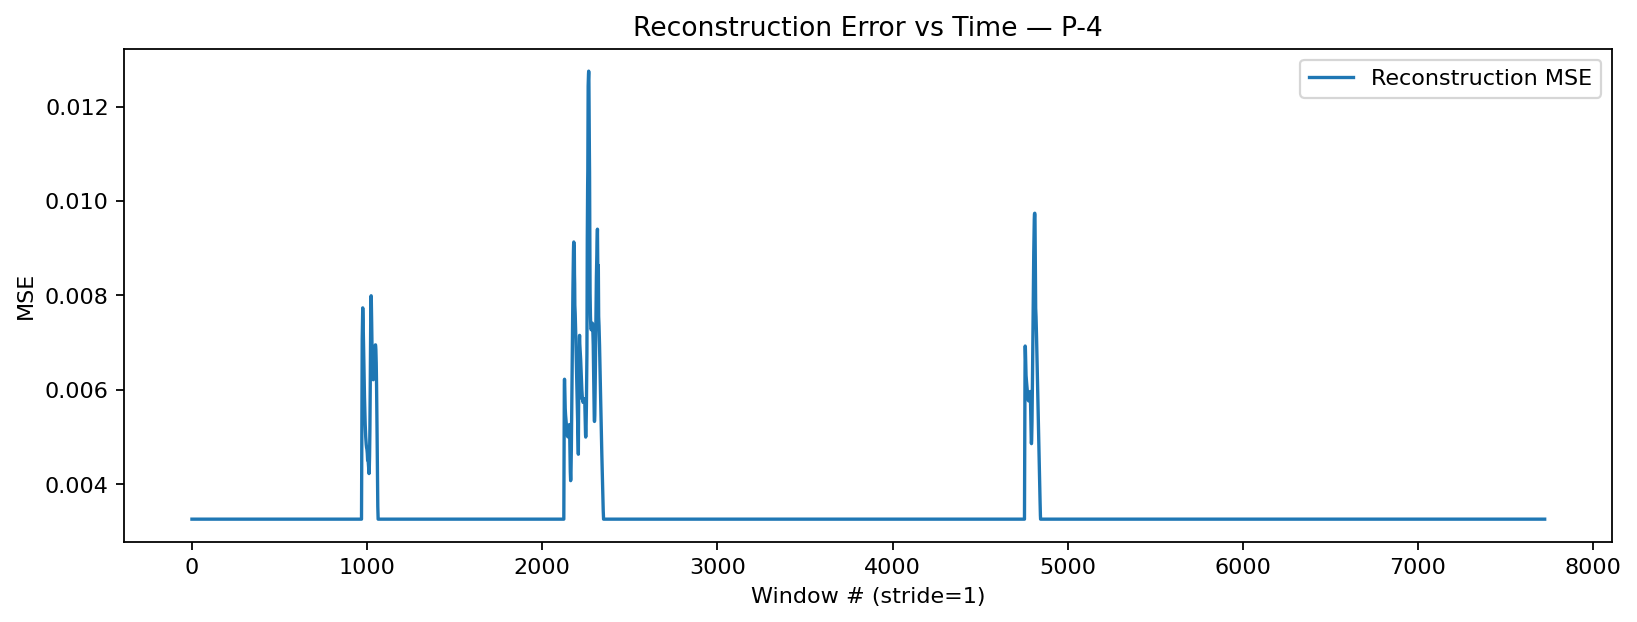 Reconstruction Error vs Time — P-4
Reconstruction MSE
MSE
0.012
0.010
0.008
0.006
0.004
0 1000 2000 3000 4000 5000 6000 7000 8000
Window # (stride=1)